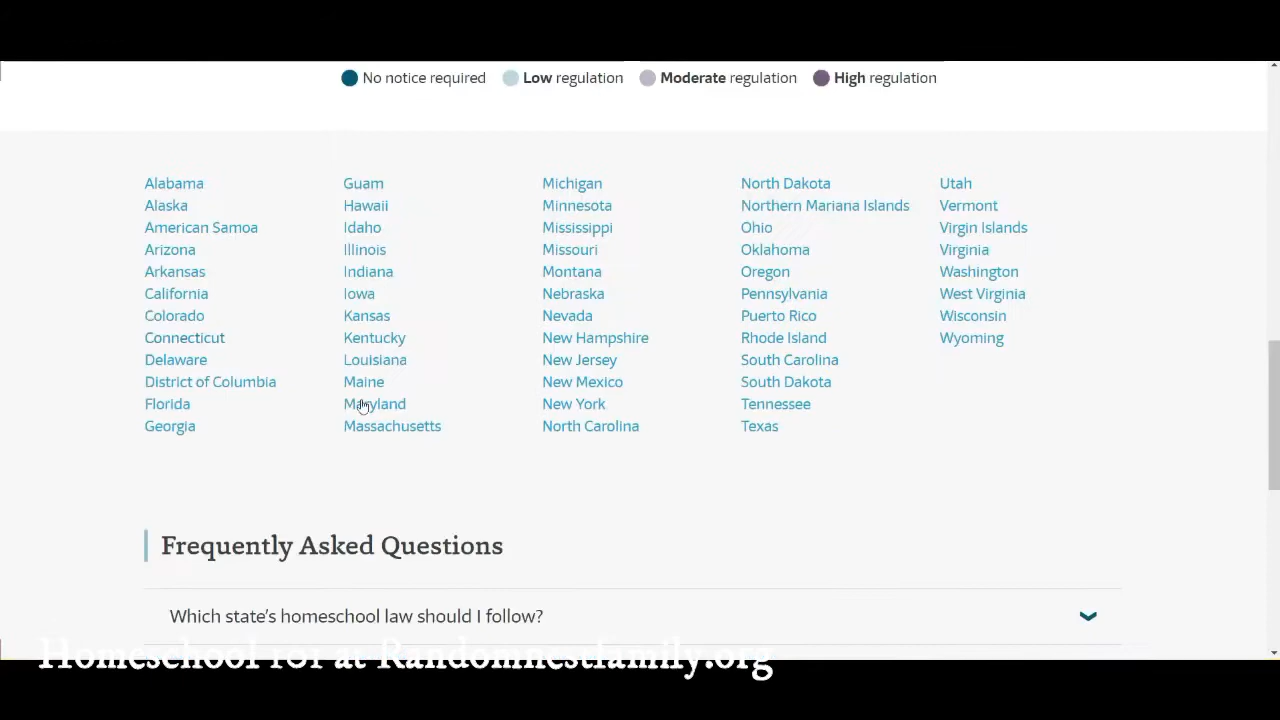 No notice required Low regulation Moderate regulation High regulation
Alabama
Alaska
American Samoa
Arizona
Arkansas
California
Colorado
Connecticut
Delaware
District of Columbia
Florida
Georgia
Guam
Hawaii
Idaho
Illinois
Indiana
Iowa
Kansas
Kentucky
Louisiana
Maine
Maryland
Massachusetts
Michigan
Minnesota
Mississippi
Missouri
Montana
Nebraska
Nevada
New Hampshire
New Jersey
New Mexico
New York
North Carolina
North Dakota
Northern Mariana Islands
Ohio
Oklahoma
Oregon
Pennsylvania
Puerto Rico
Rhode Island
South Carolina
South Dakota
Tennessee
Texas
Utah
Vermont
Virgin Islands
Virginia
Washington
West Virginia
Wisconsin
Wyoming
Frequently Asked Questions
Which state's homeschool law should I follow?
Homeschool 101 at Randomnestfamily.org